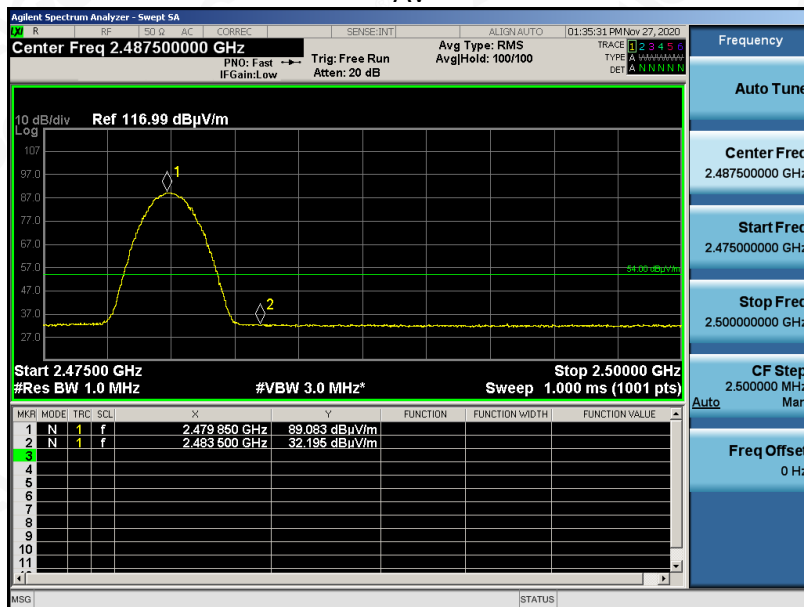 Agilent Spectrum Analyzer - Swept SA
LXI R RF 50 Ω AC CORREC SENSE:INT ALIGN AUTO 01:35:31 PM Nov 27, 2020
Center Freq 2.487500000 GHz
PNO: Fast
IFGain:Low
Trig: Free Run
Atten: 20 dB
Avg Type: RMS
Avg|Hold: 100/100
TRACE 1 2 3 4 5 6
TYPE A WWWWW
DET A N N N N N
10 dB/div Ref 116.99 dBµV/m
Log
107
97.0
87.0
77.0
67.0
57.0
47.0
37.0
27.0
1
2
54.00 dBµV/m
Start 2.47500 GHz Stop 2.50000 GHz
#Res BW 1.0 MHz #VBW 3.0 MHz* Sweep 1.000 ms (1001 pts)
MKR MODE TRC SCL X Y FUNCTION FUNCTION WIDTH FUNCTION VALUE
1 N 1 f 2.479 850 GHz 89.083 dBµV/m
2 N 1 f 2.483 500 GHz 32.195 dBµV/m
3
4
5
6
7
8
9
10
11
MSG STATUS
Frequency
Auto Tune
Center Freq
2.487500000 GHz
Start Freq
2.475000000 GHz
Stop Freq
2.500000000 GHz
CF Step
2.500000 MHz
Auto Man
Freq Offset
0 Hz